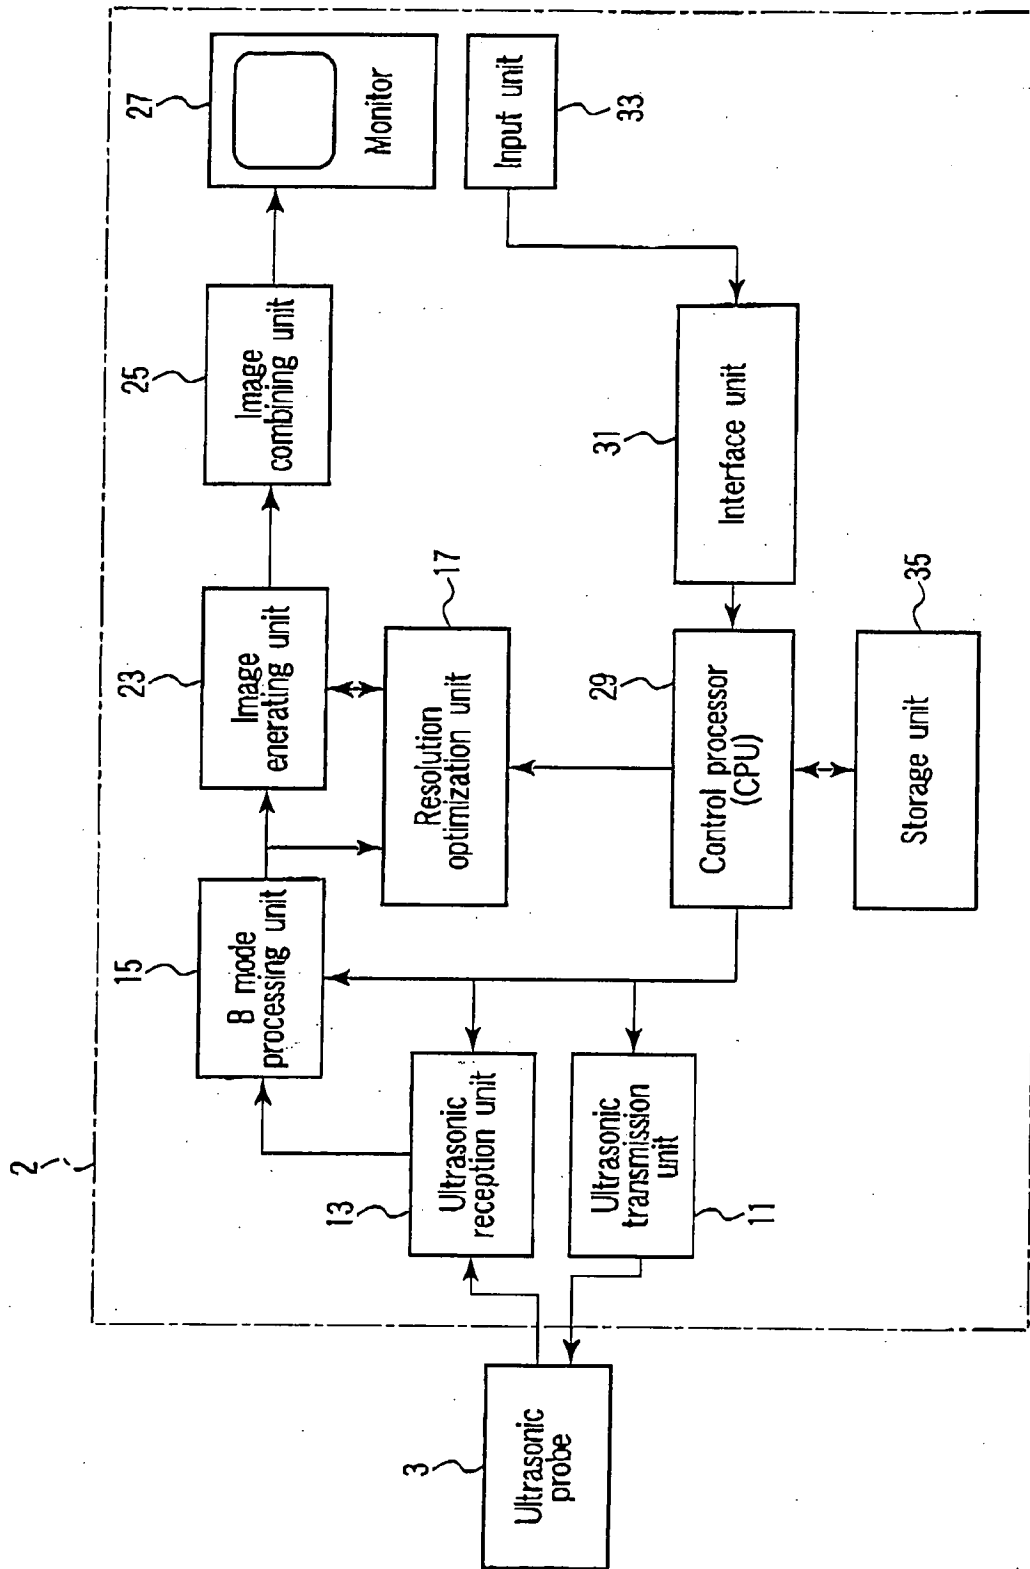 2
3
Ultrasonic
probe
13
Ultrasonic
reception unit
11
Ultrasonic
transmission
unit
15
B mode
processing unit
23
Image
enerating unit
17
Resolution
optimization unit
25
Image
combining unit
27
Monitor
29
Control processor
(CPU)
31
Interface unit
33
Input unit
35
Storage unit